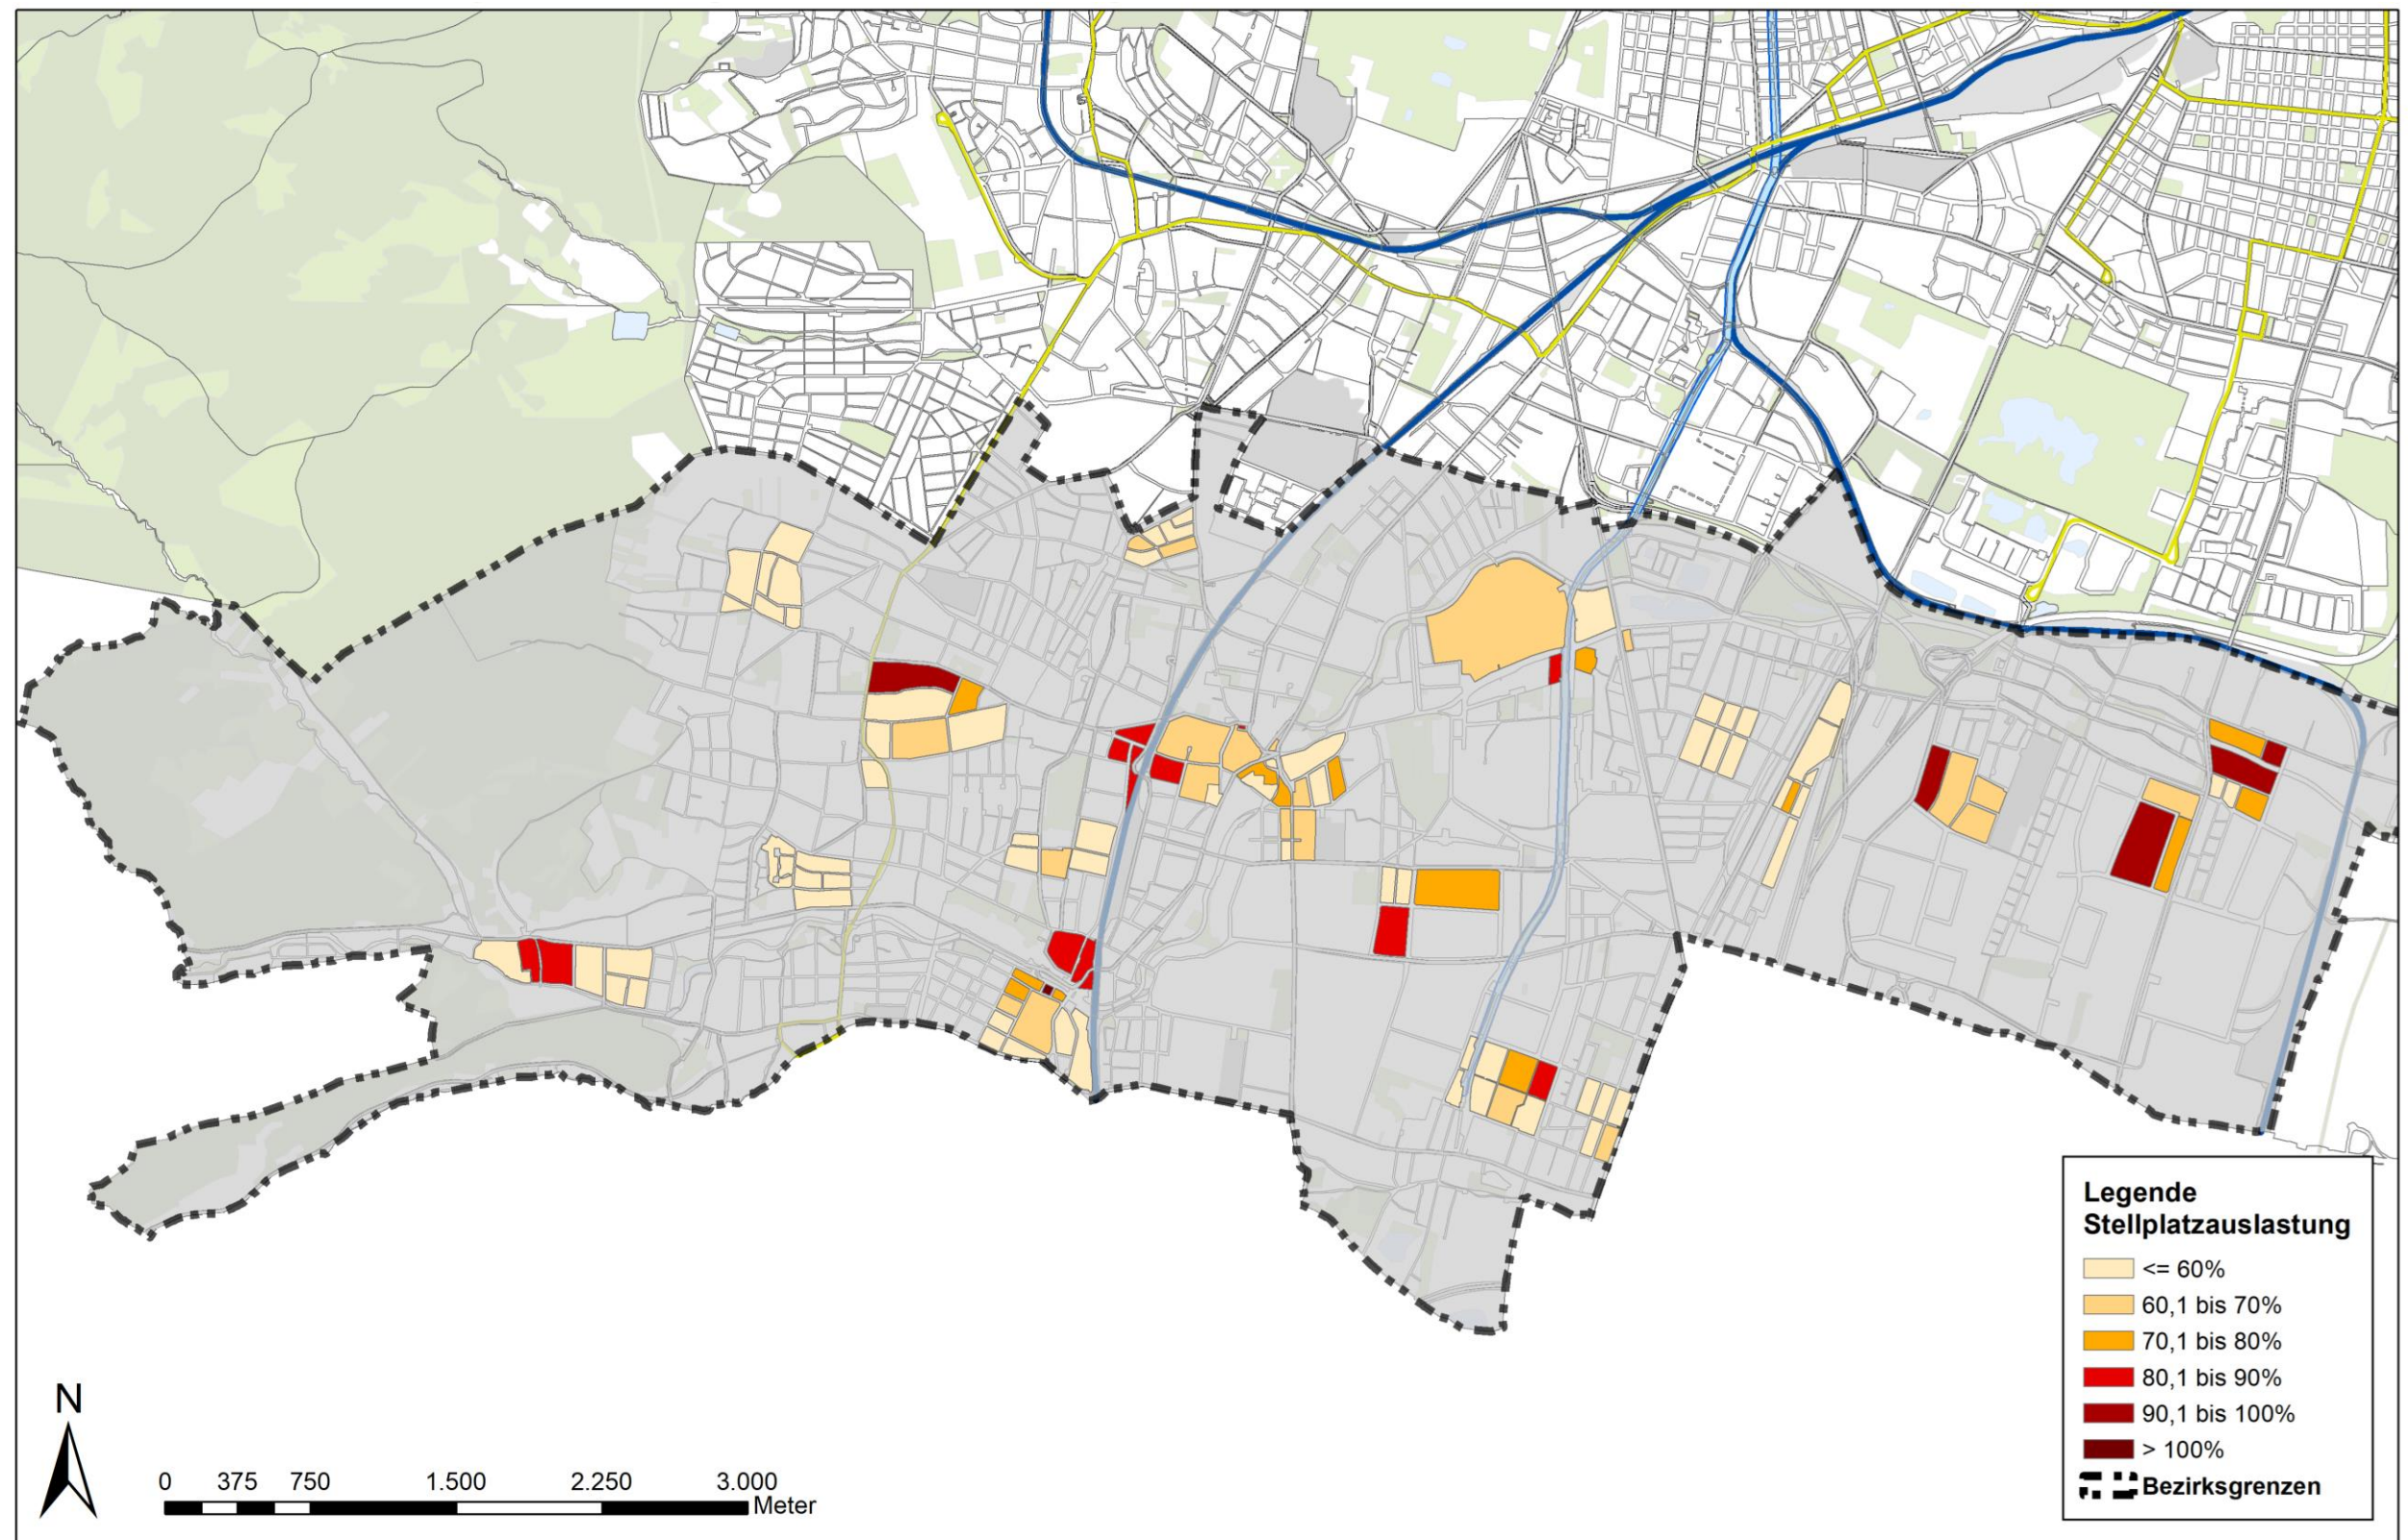 Legende
Stellplatzauslastung
<= 60%
60,1 bis 70%
70,1 bis 80%
80,1 bis 90%
90,1 bis 100%
> 100%
Bezirksgrenzen
N
0 375 750 1.500 2.250 3.000
Meter